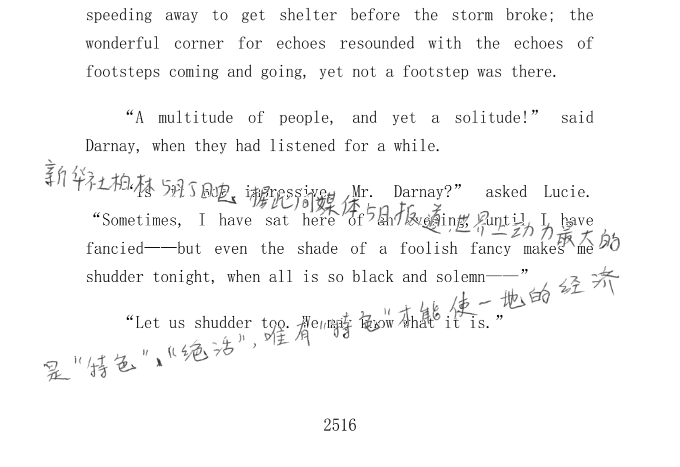 speeding away to get shelter before the storm broke; the
wonderful corner for echoes resounded with the echoes of
footsteps coming and going, yet not a footstep was there.
“A multitude of people, and yet a solitude!” said
Darnay, when they had listened for a while.
新华社柏林5月5日电、据此间媒体5日报道,世界上动力最大的
“Is it not impressive, Mr. Darnay?” asked Lucie.
“Sometimes, I have sat here of an evening, until I have
fancied——but even the shade of a foolish fancy makes me
shudder tonight, when all is so black and solemn——”
是“特色”、“绝活”,唯有“特色”才能使一地的经济
“Let us shudder too. We may know what it is.”
2516